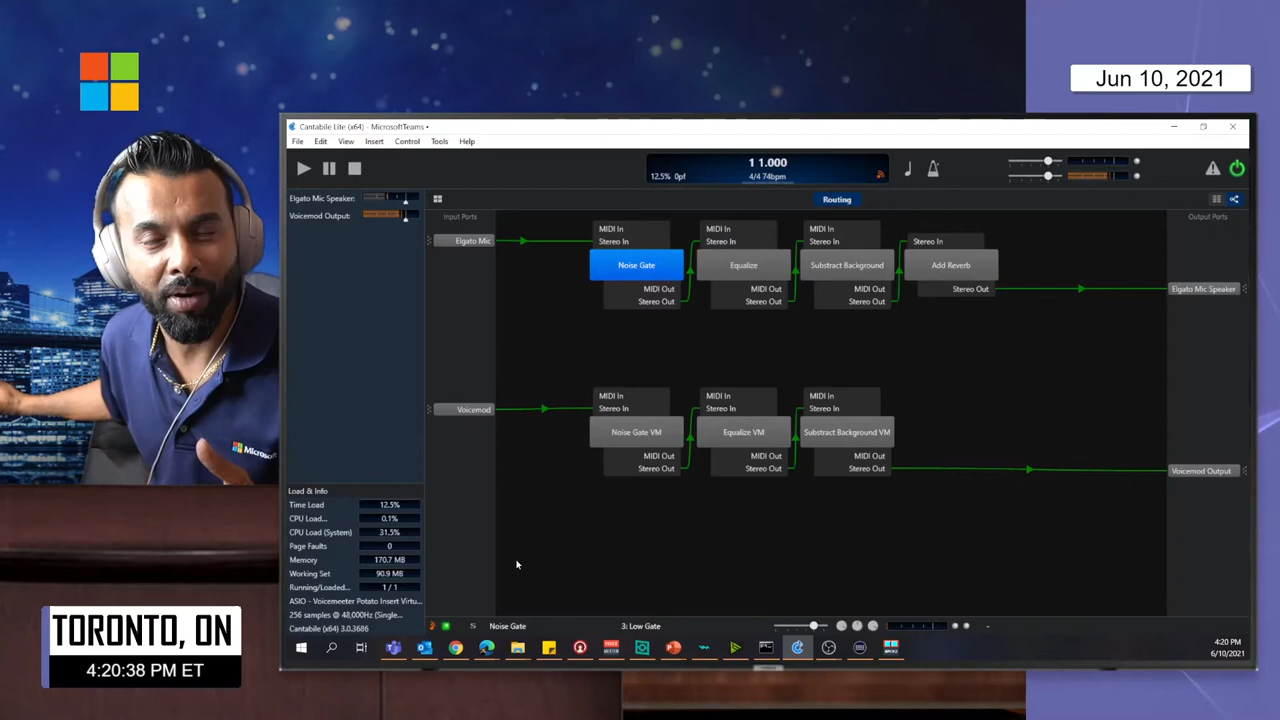 Jun 10, 2021
Cantabile Lite (x64) - MicrosoftTeams •
File Edit View Insert Control Tools Help
1 1.000
12.5% 0pf 4/4 74bpm
Elgato Mic Speaker:
Voicemod Output:
Routing
Input Ports
Output Ports
MIDI In MIDI In MIDI In
Elgato Mic Stereo In Stereo In Stereo In Stereo In
Noise Gate Equalize Substract Background Add Reverb
MIDI Out MIDI Out MIDI Out Stereo Out Elgato Mic Speaker
Stereo Out Stereo Out Stereo Out
MIDI In MIDI In MIDI In
Voicemod Stereo In Stereo In Stereo In
Noise Gate VM Equalize VM Substract Background VM
MIDI Out MIDI Out MIDI Out
Stereo Out Stereo Out Stereo Out Voicemod Output
Microsoft
Load & Info
Time Load 12.5%
CPU Load... 0.1%
CPU Load (System) 31.5%
Page Faults 0
Memory 170.7 MB
Working Set 90.9 MB
Running/Loaded... 1 / 1
ASIO - Voicemeeter Potato Insert Virtu...
256 samples @ 48,000Hz (Single...
Cantabile (x64) 3.0.3686
S Noise Gate 3: Low Gate
4:20 PM
6/10/2021
TORONTO, ON
4:20:38 PM ET